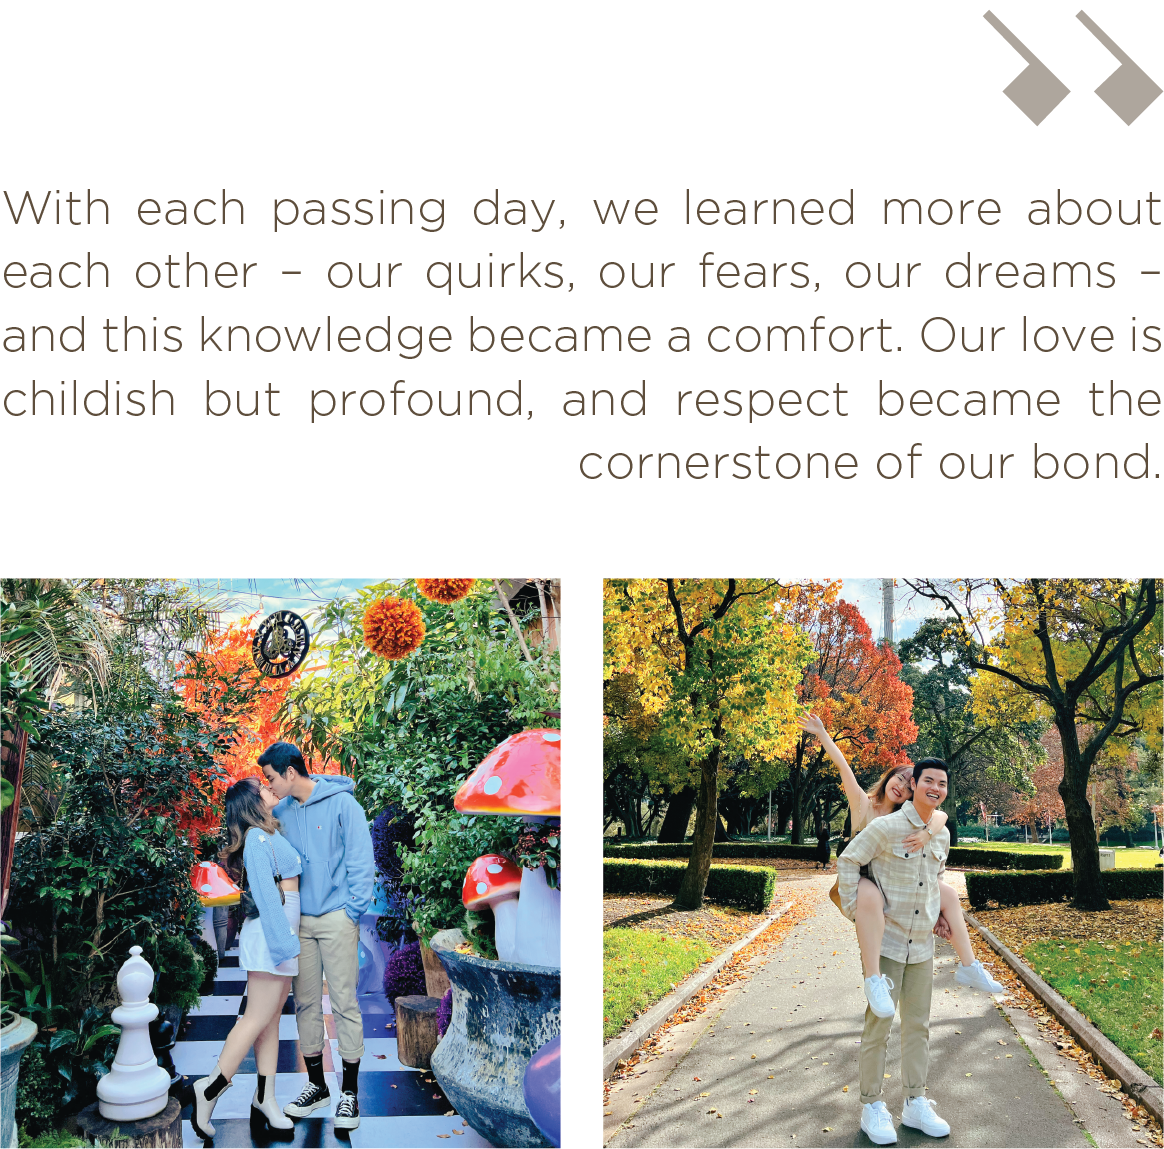 With each passing day, we learned more about
each other – our quirks, our fears, our dreams –
and this knowledge became a comfort. Our love is
childish but profound, and respect became the
cornerstone of our bond.